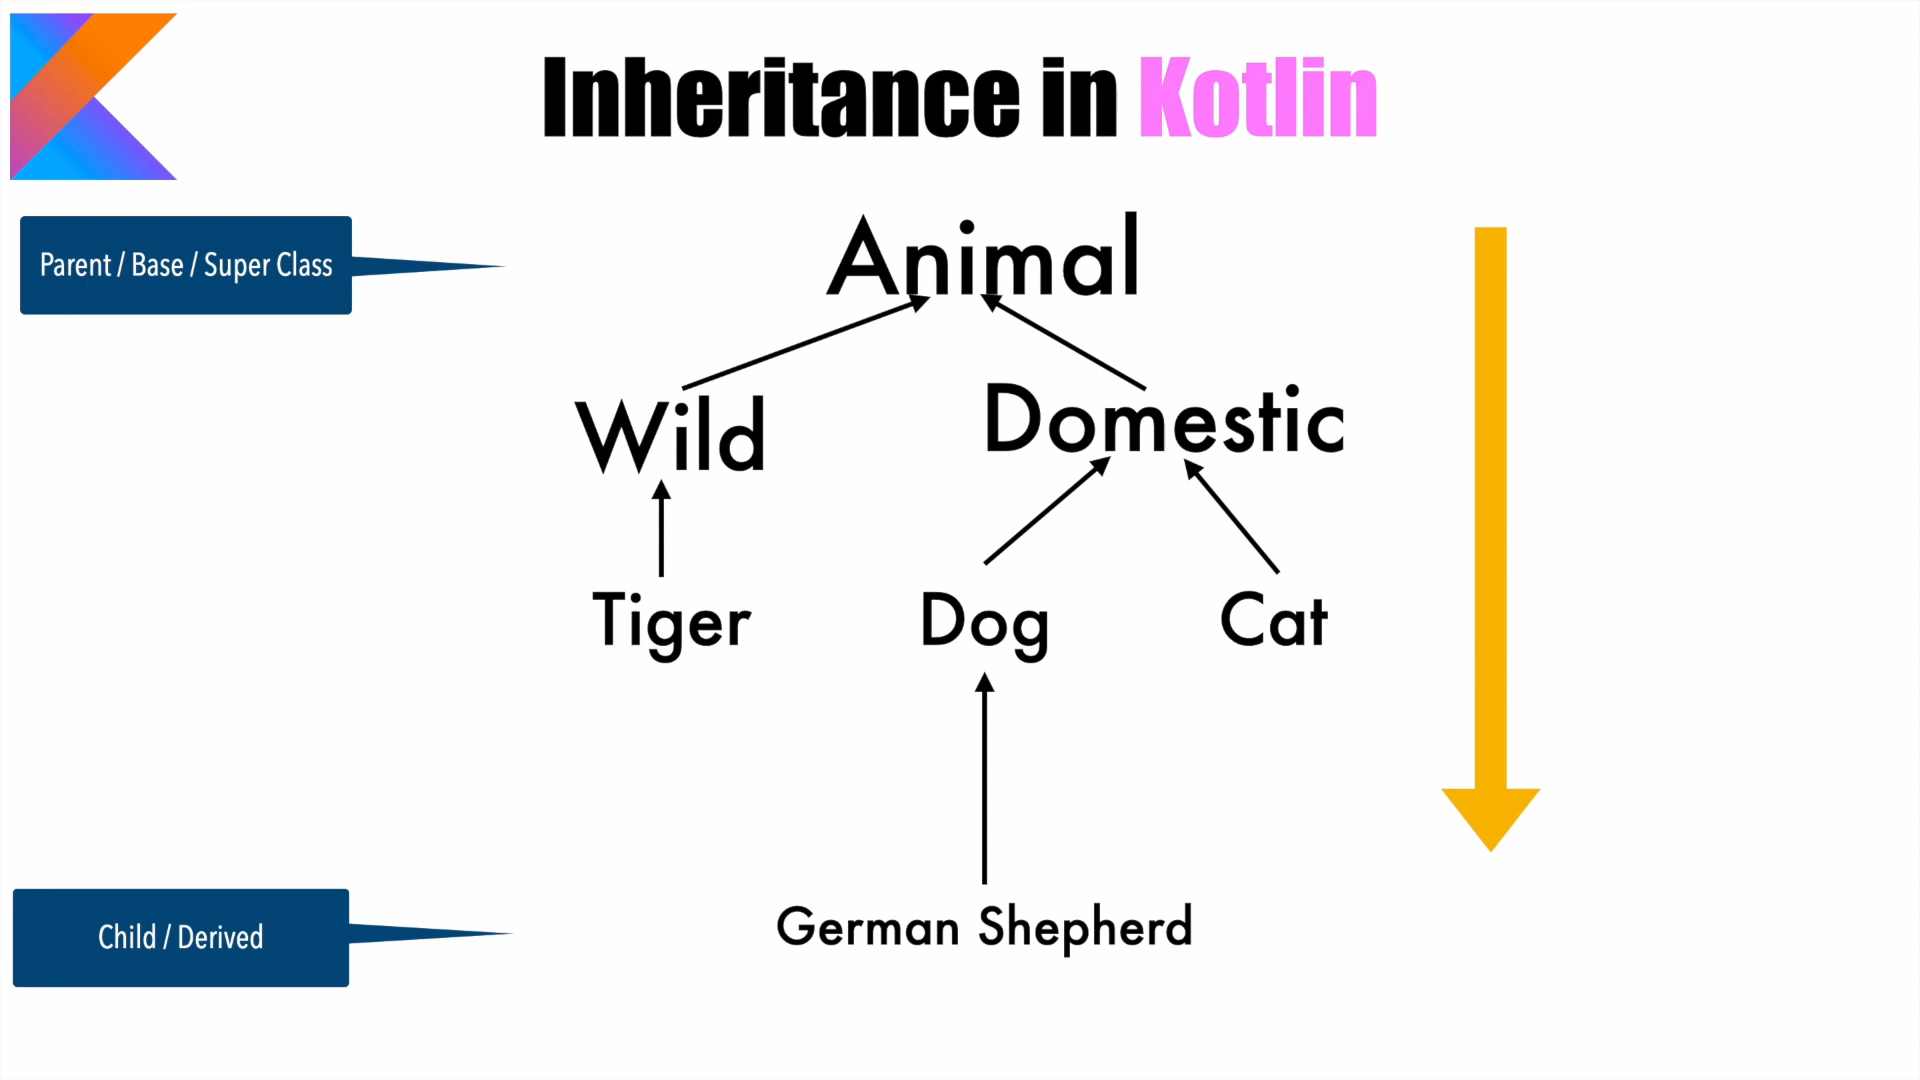 Inheritance in Kotlin
Parent / Base / Super Class
Animal
Wild
Domestic
Tiger
Dog
Cat
German Shepherd
Child / Derived